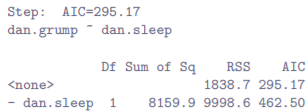 Step:  AIC=295.17
dan.grump ~ dan.sleep
            Df Sum of Sq    RSS    AIC
<none>                   1838.7 295.17
- dan.sleep  1    8159.9 9998.6 462.50